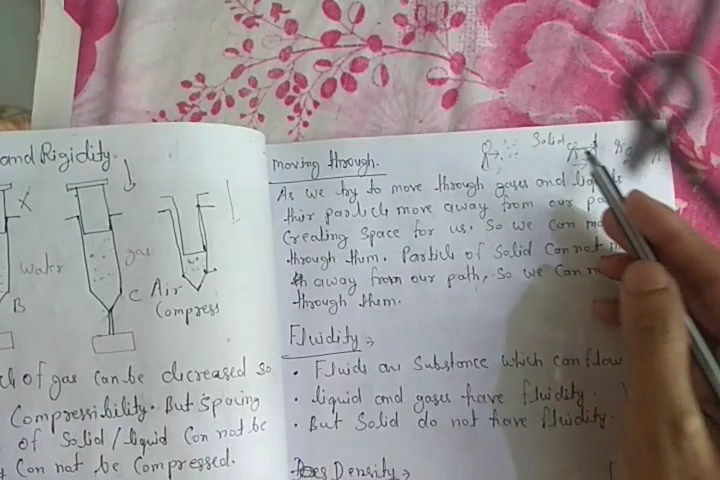 and Rigidity.
X
water
gas
B
C Air
Compress
of gas can be decreased so
Compressibility. But spacing
of Solid/liquid Can not be
Can not be Compressed.
moving through.
Solid
As we try to move through gases and
thir particle move away from our
Creating Space for us. So we can
through them. Particle of Solid Can not
away from our path, So we Can
through them.
Fluidity
• Fluids are Substance which can flow
• liquid and gases have fluidity.
• But Solid do not have fluidity.
Density